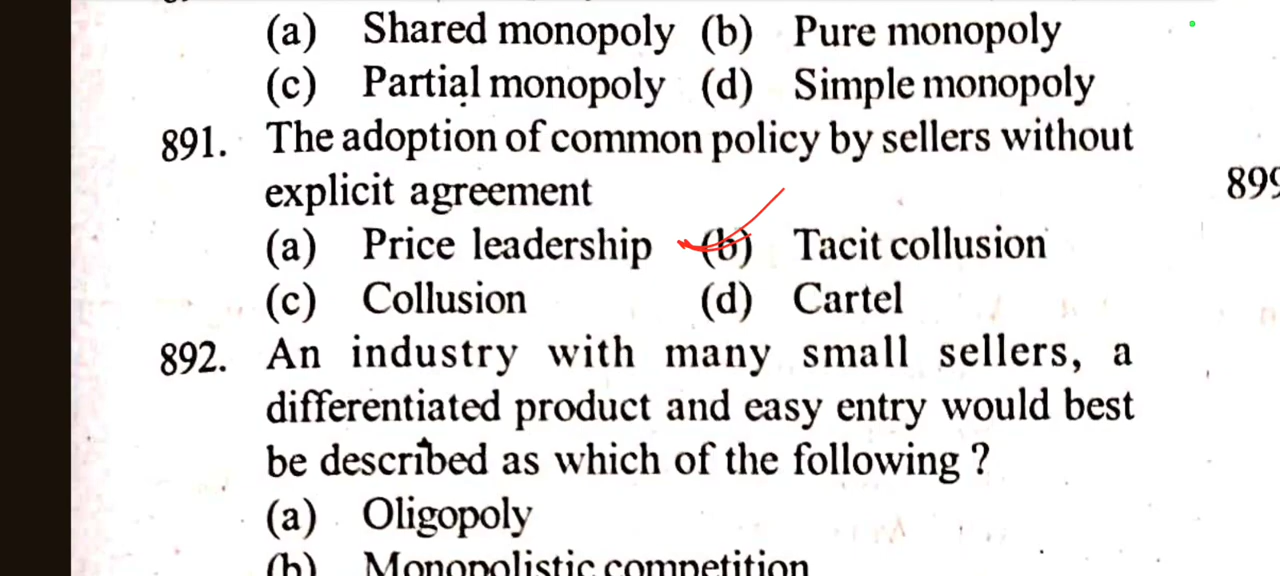 (a) Shared monopoly (b) Pure monopoly
(c) Partial monopoly (d) Simple monopoly
891. The adoption of common policy by sellers without
explicit agreement
899
(a) Price leadership (b) Tacit collusion
(c) Collusion (d) Cartel
892. An industry with many small sellers, a
differentiated product and easy entry would best
be described as which of the following ?
(a) Oligopoly
(b) Monopolistic competition